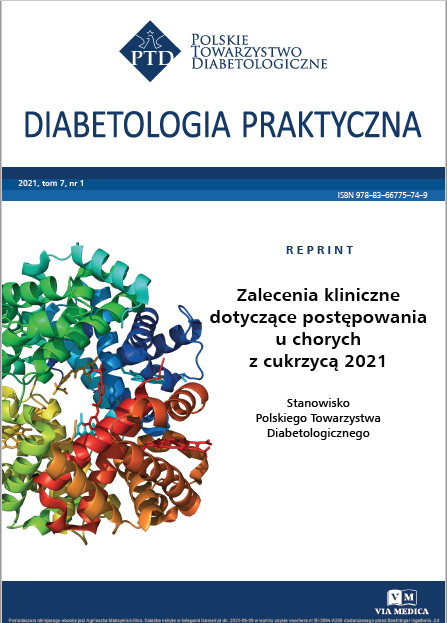 PTD
POLSKIE
TOWARZYSTWO
DIABETOLOGICZNE
DIABETOLOGIA PRAKTYCZNA
2021, tom 7, nr 1
ISBN 978–83–66775–74–9
REPRINT
Zalecenia kliniczne
dotyczące postępowania
u chorych
z cukrzycą 2021
Stanowisko
Polskiego Towarzystwa
Diabetologicznego
VM
VIA MEDICA